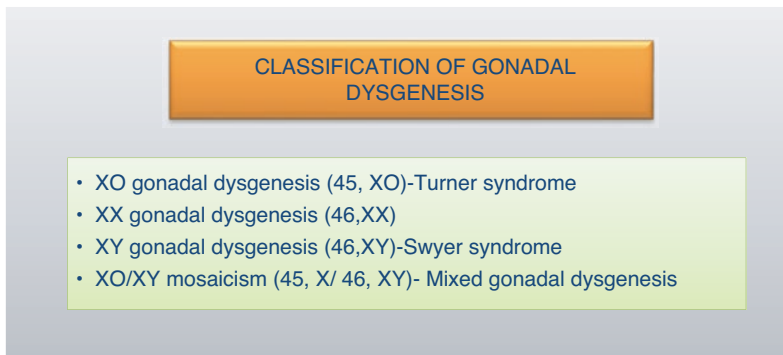 CLASSIFICATION OF GONADAL
DYSGENESIS
• XO gonadal dysgenesis (45, XO)-Turner syndrome
• XX gonadal dysgenesis (46,XX)
• XY gonadal dysgenesis (46,XY)-Swyer syndrome
• XO/XY mosaicism (45, X/ 46, XY)- Mixed gonadal dysgenesis